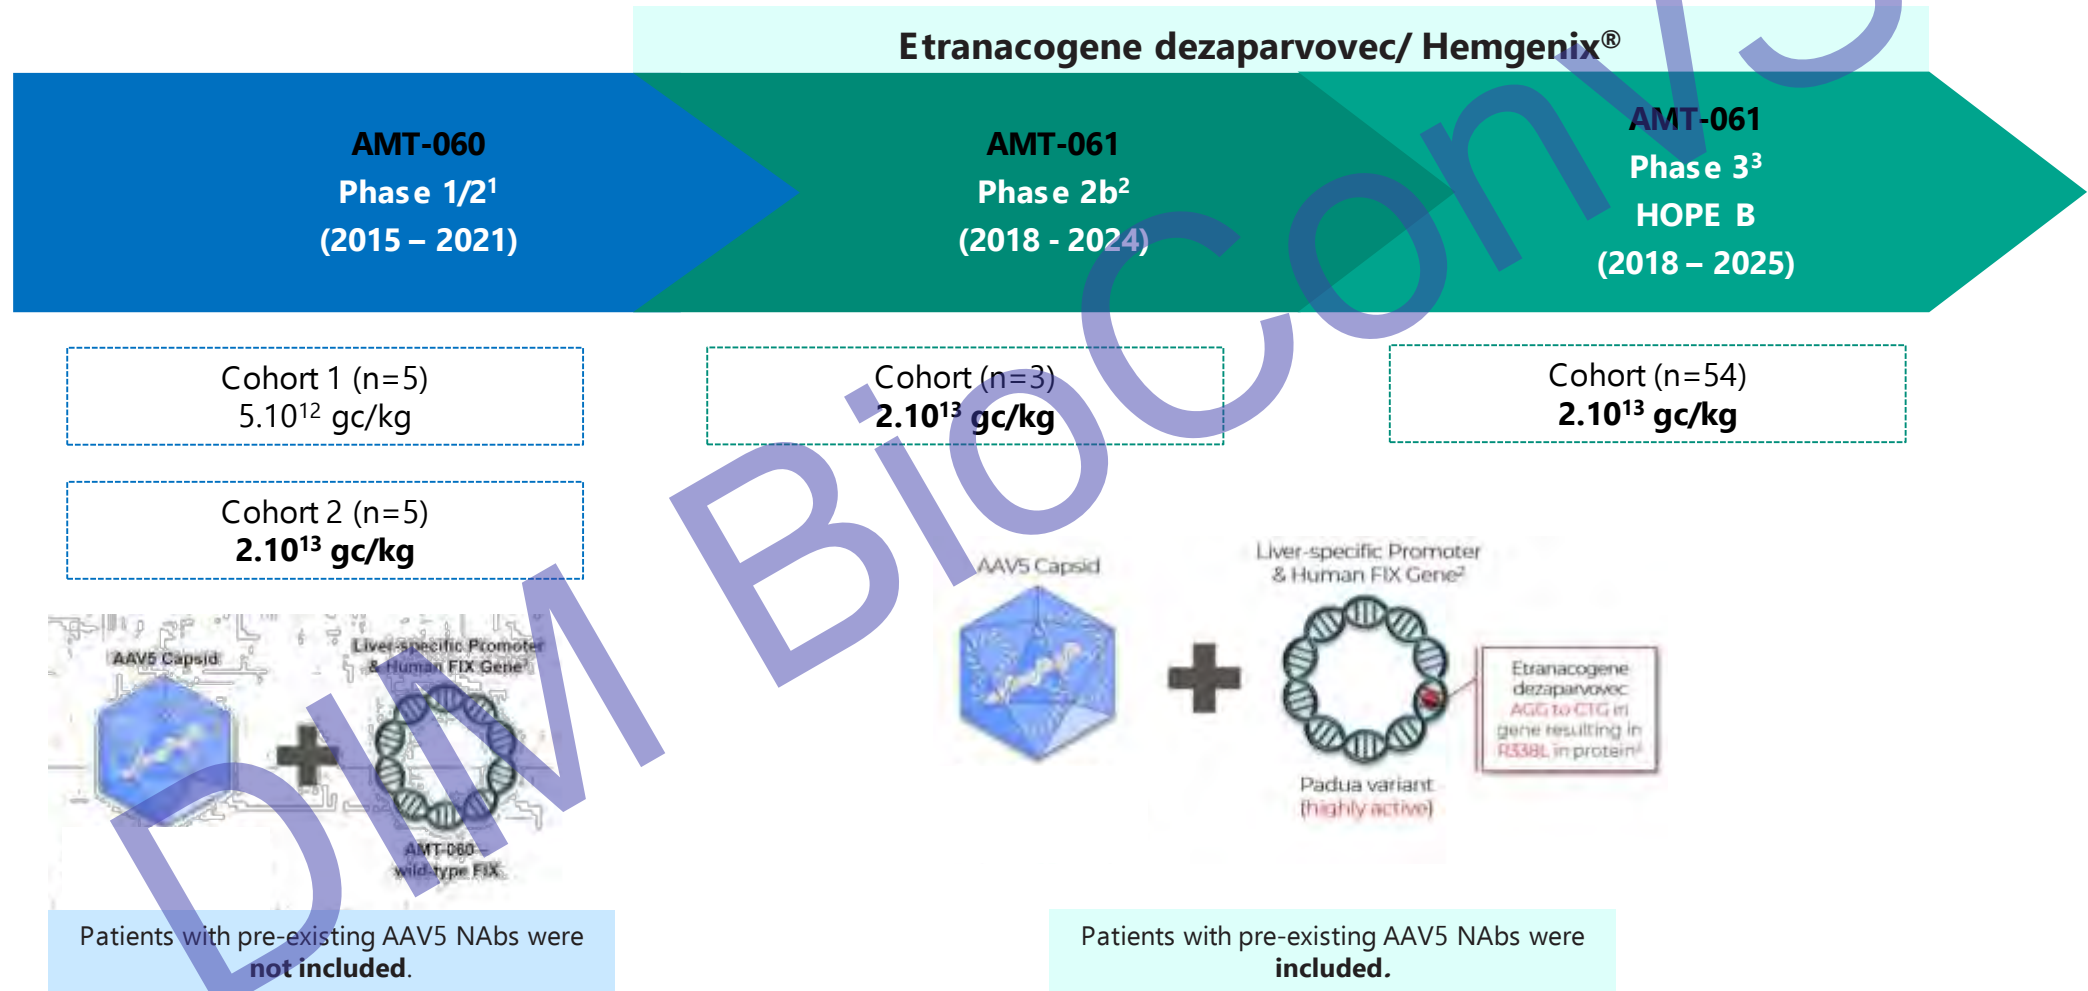 Etranacogene dezaparvovec/ Hemgenix®
AMT-060
Phase 1/2¹
(2015 – 2021)
AMT-061
Phase 2b²
(2018 - 2024)
AMT-061
Phase 3³
HOPE B
(2018 – 2025)
Cohort 1 (n=5)
5.10¹² gc/kg
Cohort 2 (n=5)
2.10¹³ gc/kg
Cohort (n=3)
2.10¹³ gc/kg
Cohort (n=54)
2.10¹³ gc/kg
AAV5 Capsid
Liver-specific Promoter
& Human FIX Gene²
AMT-060 –
wild-type FIX
AAV5 Capsid
Liver-specific Promoter
& Human FIX Gene²
Etranacogene
dezaparvovec
AGG to CTG in
gene resulting in
R338L in protein²
Padua variant
(highly active)
Patients with pre-existing AAV5 NAbs were
not included.
Patients with pre-existing AAV5 NAbs were
included.
DIM BioConvS